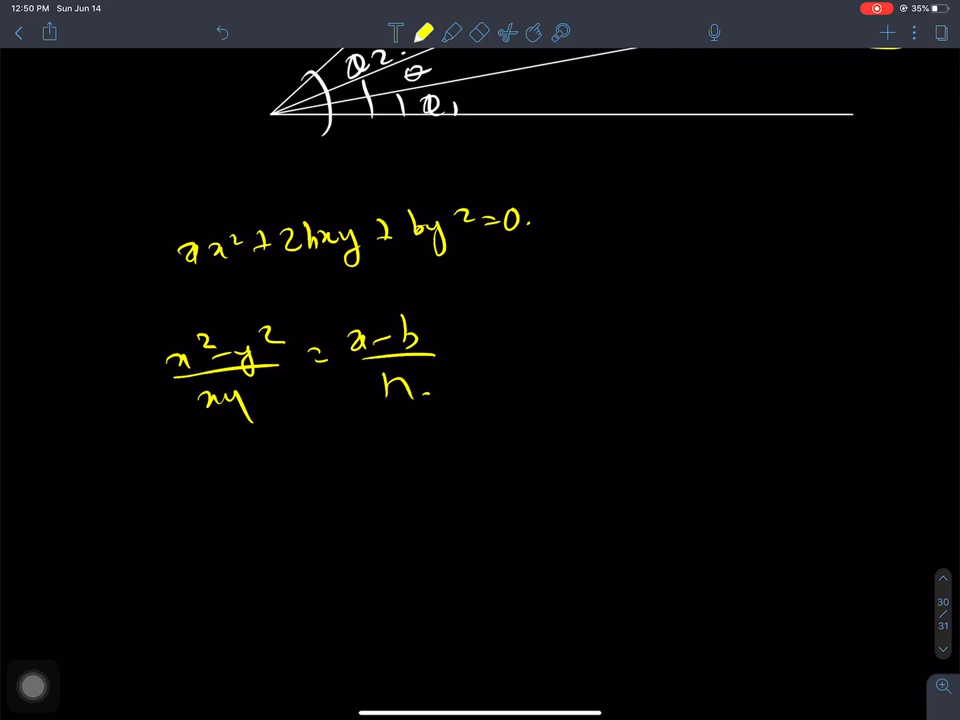 12:50 PM Sun Jun 14
35%
T
θ2.
θ
θ1
ax² + 2hxy + by² = 0.
x² - y² / xy = a - b / h.
30
/
31